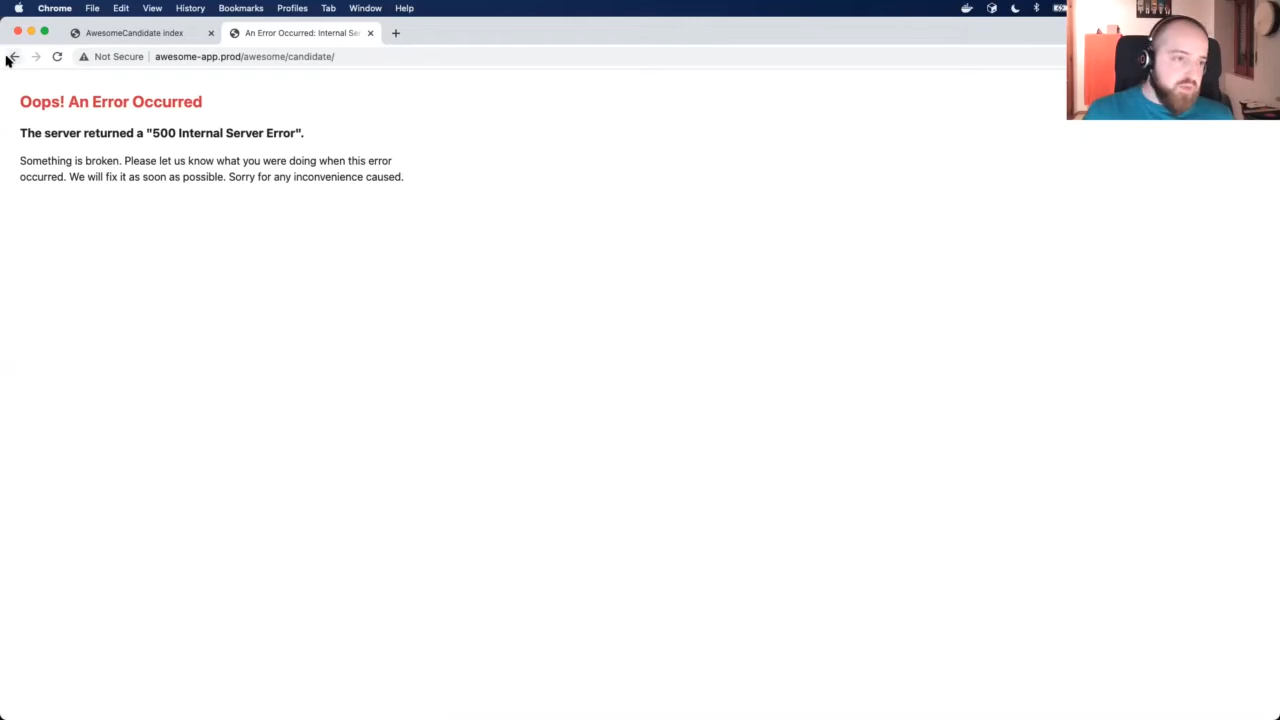 Chrome File Edit View History Bookmarks Profiles Tab Window Help
AwesomeCandidate index An Error Occurred: Internal Se
Not Secure awesome-app.prod/awesome/candidate/
Oops! An Error Occurred
The server returned a "500 Internal Server Error".
Something is broken. Please let us know what you were doing when this error
occurred. We will fix it as soon as possible. Sorry for any inconvenience caused.